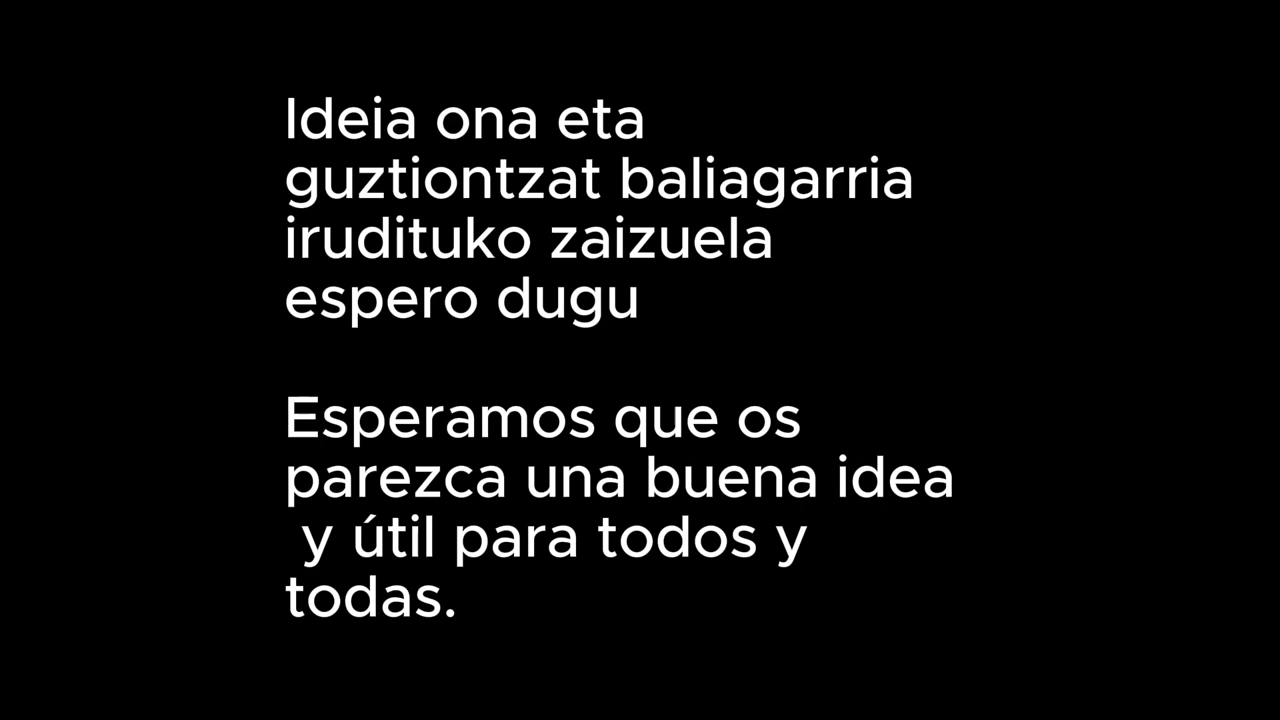 Ideia ona eta
guztiontzat baliagarria
irudituko zaizuela
espero dugu
Esperamos que os
parezca una buena idea
y útil para todos y
todas.